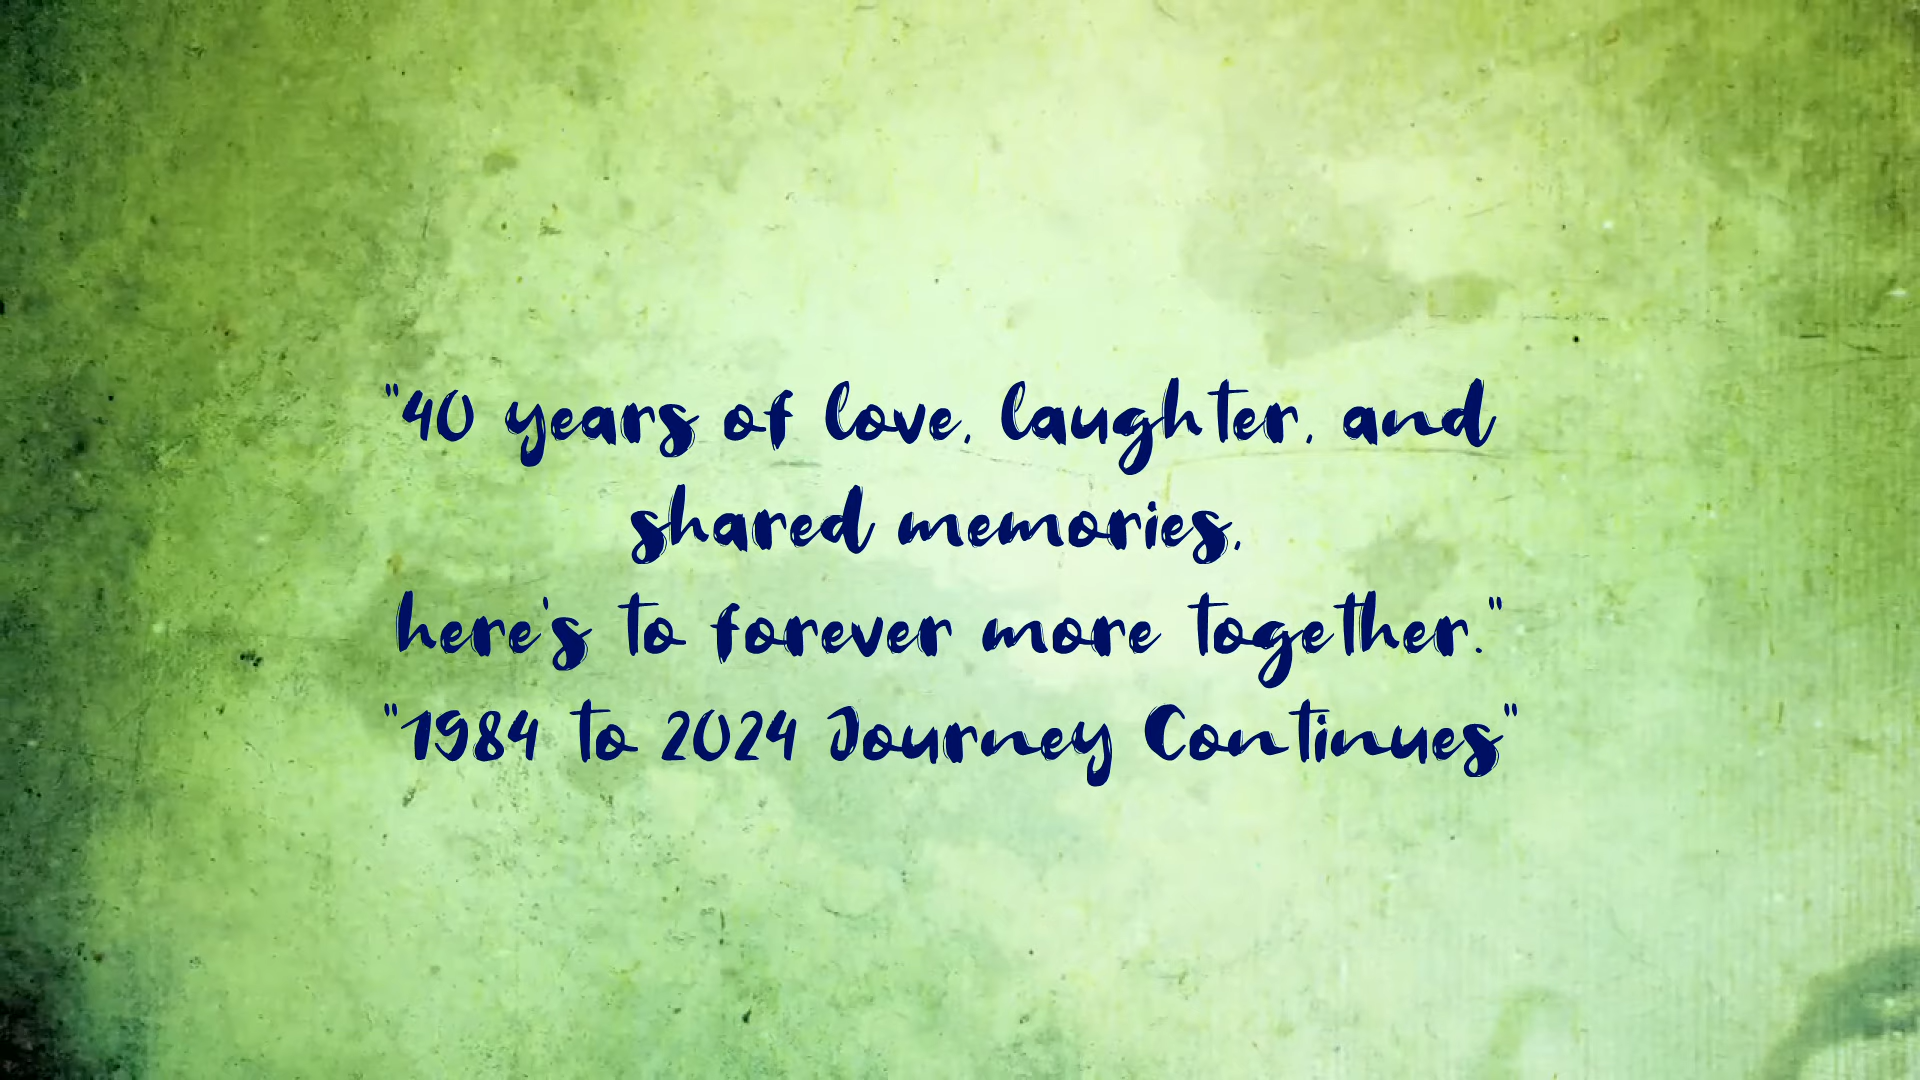 "40 years of love, laughter, and
shared memories,
here's to forever more together."
"1984 to 2024 Journey Continues"